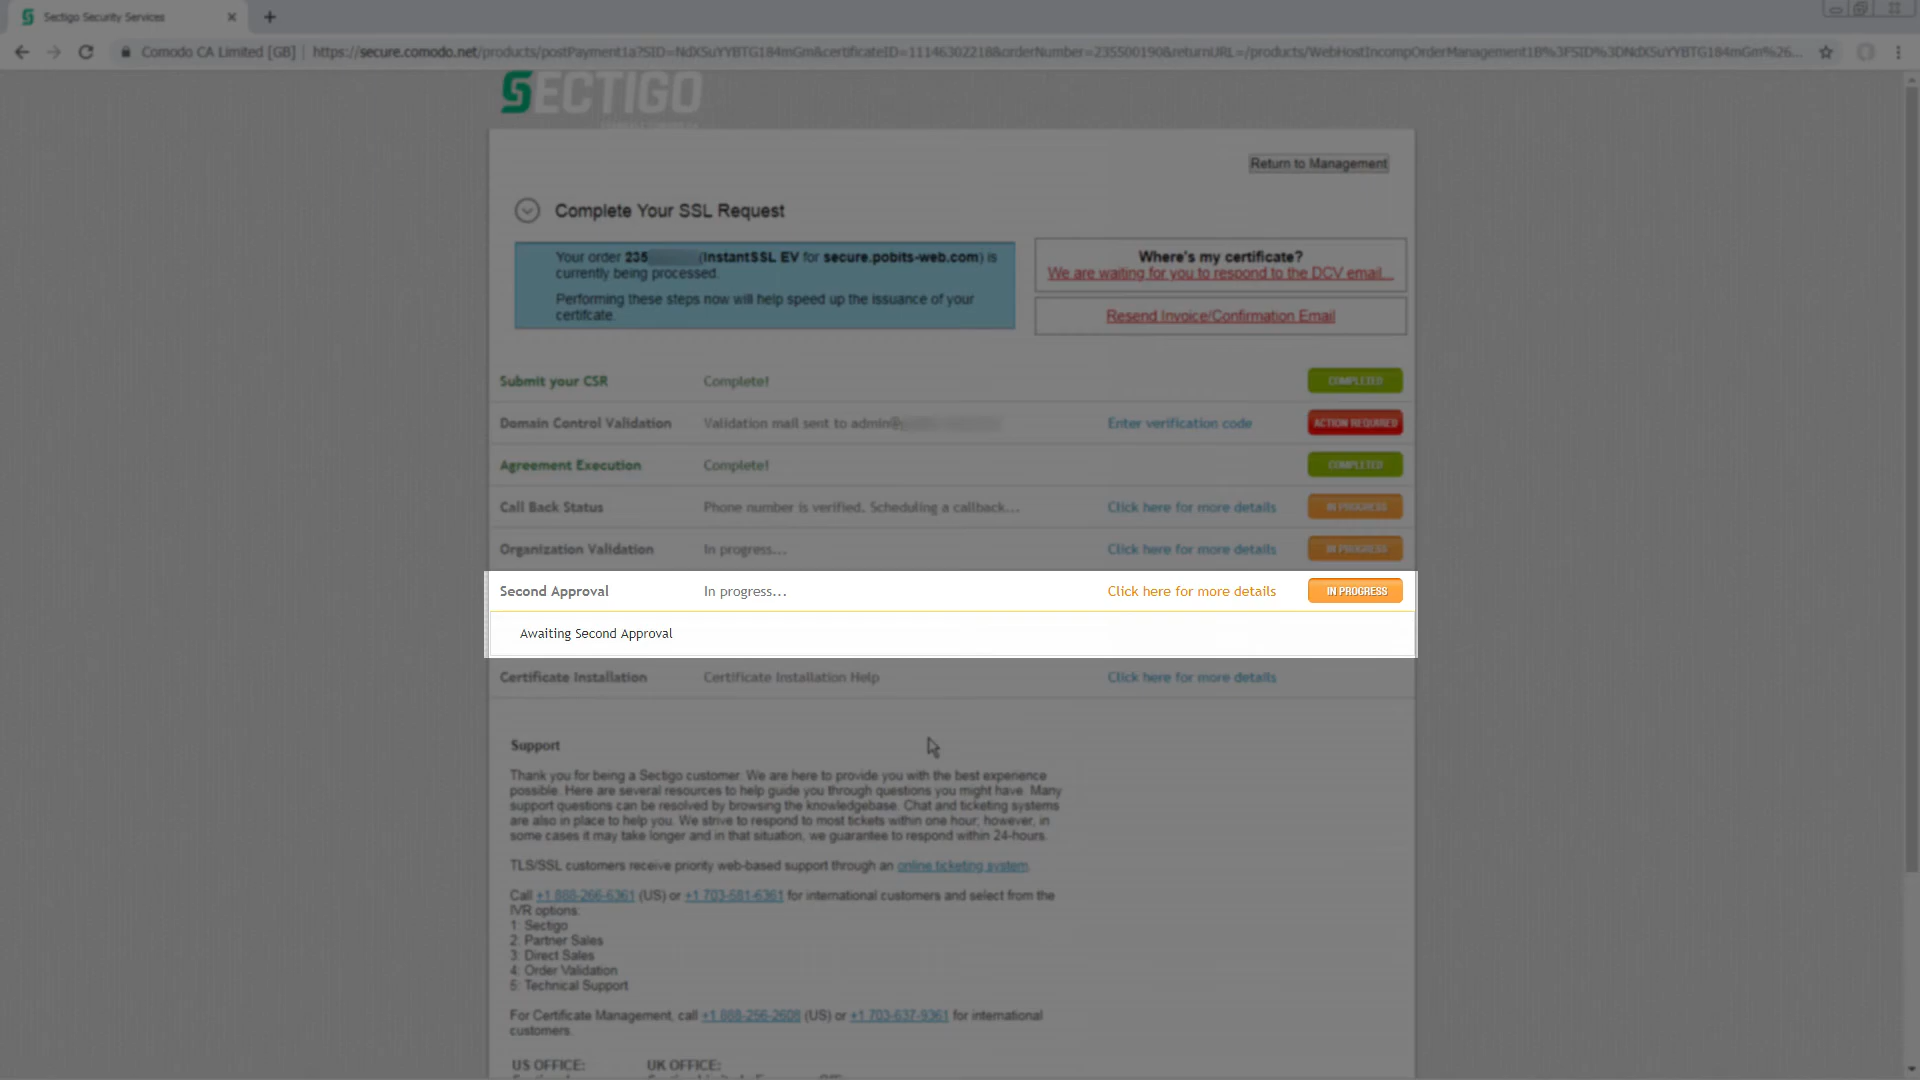 Sectigo Security Services
Comodo CA Limited [GB] | https://secure.comodo.net/products/postPayment1a?SID=NdXSuYYBTG184mGm&certificateID=11146302218&orderNumber=235500190&returnURL=/products/WebHostIncompOrderManagement1B%3FSID%3DNdXSuYYBTG184mGm%26...
SECTIGO
Return to Management
Complete Your SSL Request
Your order 235 (InstantSSL EV for secure.pobits-web.com) is
currently being processed.
Performing these steps now will help speed up the issuance of your
certifcate.
Where's my certificate?
We are waiting for you to respond to the DCV email...
Resend Invoice/Confirmation Email
Submit your CSR Complete! COMPLETED
Domain Control Validation Validation mail sent to admin@ Enter verification code ACTION REQUIRED
Agreement Execution Complete! COMPLETED
Call Back Status Phone number is verified. Scheduling a callback... Click here for more details IN PROGRESS
Organization Validation In progress... Click here for more details IN PROGRESS
Second Approval In progress... Click here for more details IN PROGRESS
Awaiting Second Approval
Certificate Installation Certificate Installation Help Click here for more details
Support
Thank you for being a Sectigo customer. We are here to provide you with the best experience
possible. Here are several resources to help guide you through questions you might have. Many
support questions can be resolved by browsing the knowledgebase. Chat and ticketing systems
are also in place to help you. We strive to respond to most tickets within one hour; however, in
some cases it may take longer and in that situation, we guarantee to respond within 24-hours.
TLS/SSL customers receive priority web-based support through an online ticketing system.
Call +1 888-266-6361 (US) or +1 703-581-6361 for international customers and select from the
IVR options:
1: Sectigo
2: Partner Sales
3: Direct Sales
4: Order Validation
5: Technical Support
For Certificate Management, call +1 888-256-2608 (US) or +1 703-637-9361 for international
customers.
US OFFICE: UK OFFICE: